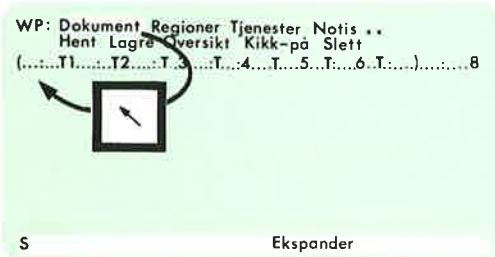 WP: Dokument Regioner Tjenester Notis ..
Hent Lagre Oversikt Kikk-på Slett
(...:...T1....:..T2...:T..3...:T...:4...T....5...T:....6..T.:....)....:....8
S Ekspander